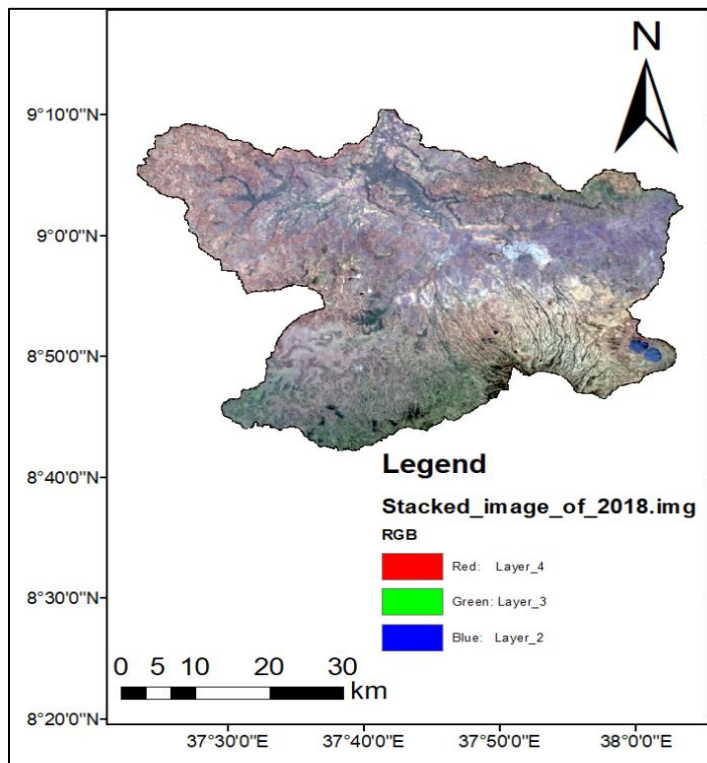 N
9°10'0"N
9°0'0"N
8°50'0"N
8°40'0"N
8°30'0"N
8°20'0"N
Legend
Stacked_image_of_2018.img
RGB
Red: Layer_4
Green: Layer_3
Blue: Layer_2
0 5 10 20 30
km
37°30'0"E 37°40'0"E 37°50'0"E 38°0'0"E